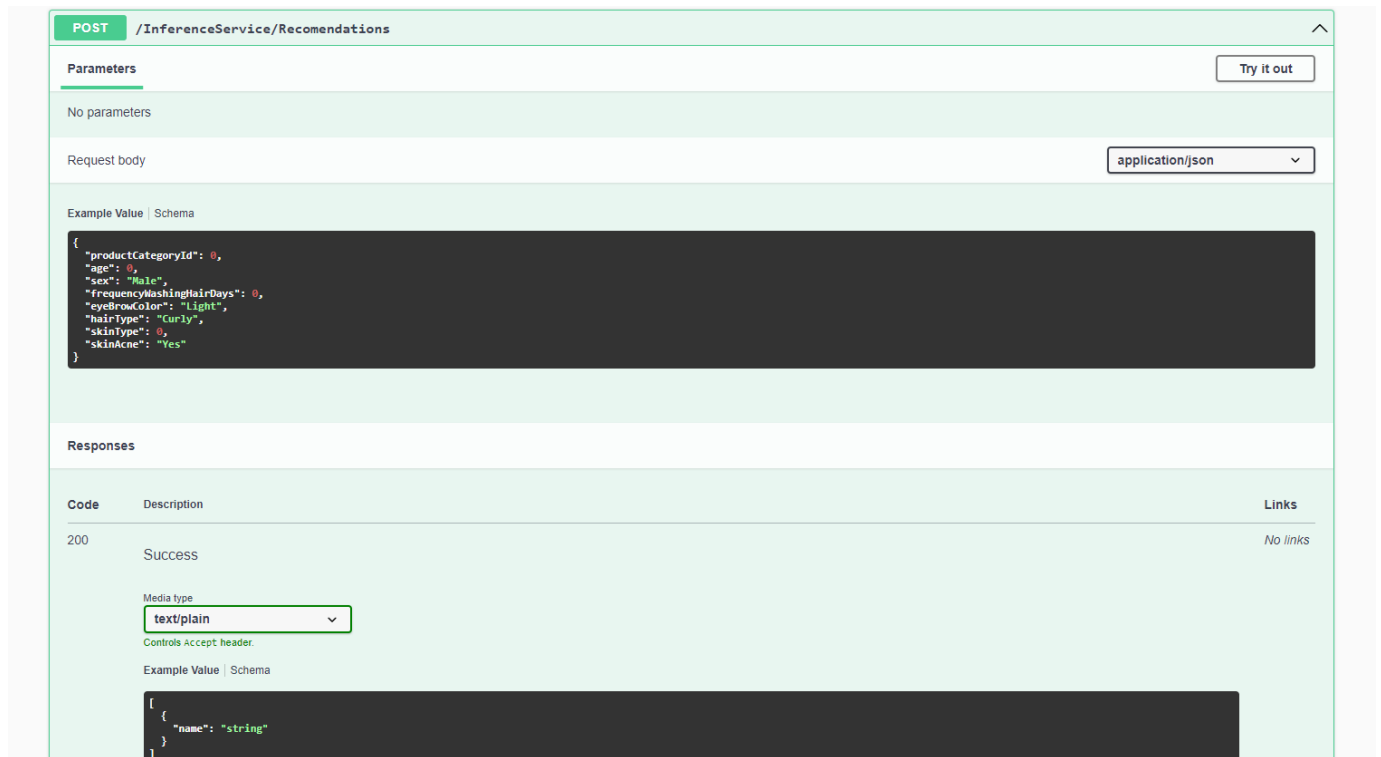 POST /InferenceService/Recomendations
Parameters Try it out
No parameters
Request body application/json
Example Value | Schema
{
  "productCategoryId": 0,
  "age": 0,
  "sex": "Male",
  "frequencyWashingHairDays": 0,
  "eyeBrowColor": "Light",
  "hairType": "Curly",
  "skinType": 0,
  "skinAcne": "Yes"
}
Responses
Code Description Links
200 Success No links
Media type
text/plain
Controls Accept header.
Example Value | Schema
[
  {
    "name": "string"
  }
]